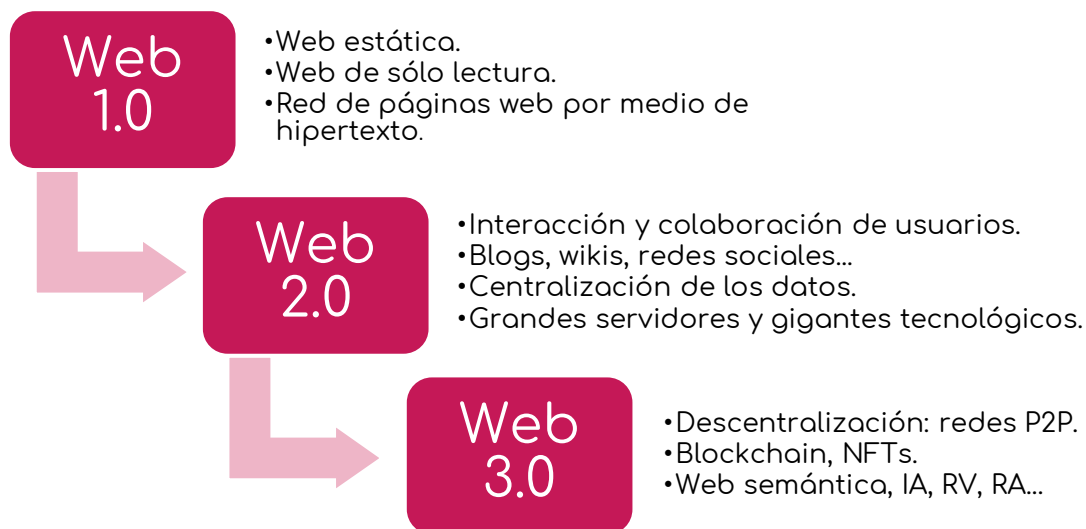 Web
1.0
•Web estática.
•Web de sólo lectura.
•Red de páginas web por medio de
hipertexto.
Web
2.0
•Interacción y colaboración de usuarios.
•Blogs, wikis, redes sociales...
•Centralización de los datos.
•Grandes servidores y gigantes tecnológicos.
Web
3.0
•Descentralización: redes P2P.
•Blockchain, NFTs.
•Web semántica, IA, RV, RA...